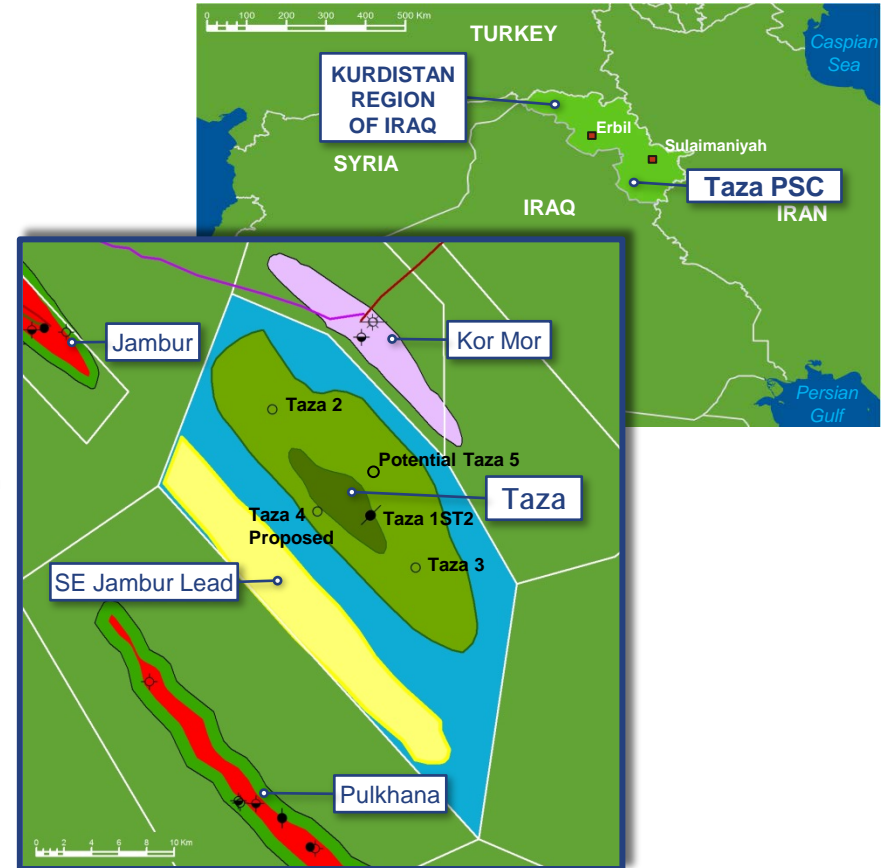 0 100 200 300 400 500 Km
TURKEY
Caspian
Sea
KURDISTAN
REGION
OF IRAQ
Erbil
Sulaimaniyah
SYRIA
Taza PSC
IRAQ
IRAN
Persian
Gulf
Jambur
Kor Mor
Taza 2
Potential Taza 5
Taza
Taza 4
Proposed
Taza 1ST2
Taza 3
SE Jambur Lead
Pulkhana
0 2 4 6 8 10 Km